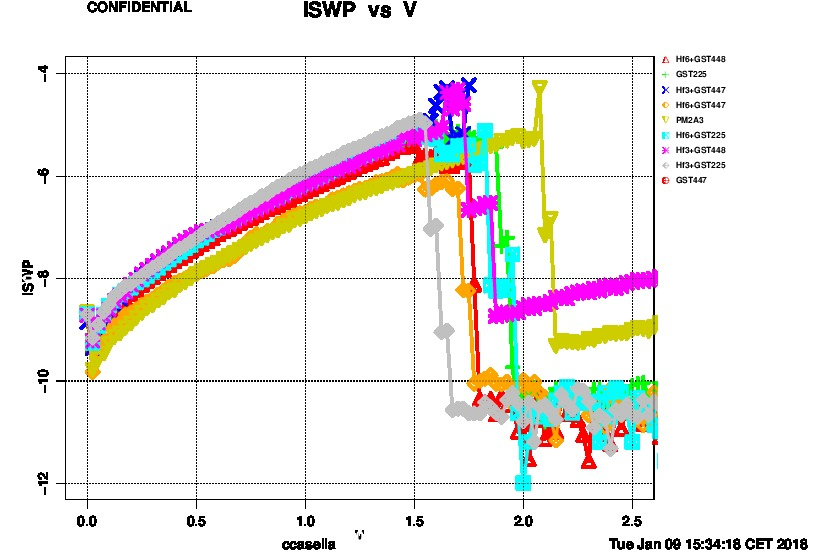 CONFIDENTIAL
ISWP vs V
Hf6+GST448
GST225
Hf3+GST447
Hf6+GST447
PM2A3
Hf6+GST225
Hf3+GST448
Hf3+GST225
GST447
-4
-6
-8
-10
-12
ISWP
0.0 0.5 1.0 1.5 2.0 2.5
V
ccasella
Tue Jan 09 15:34:18 CET 2018